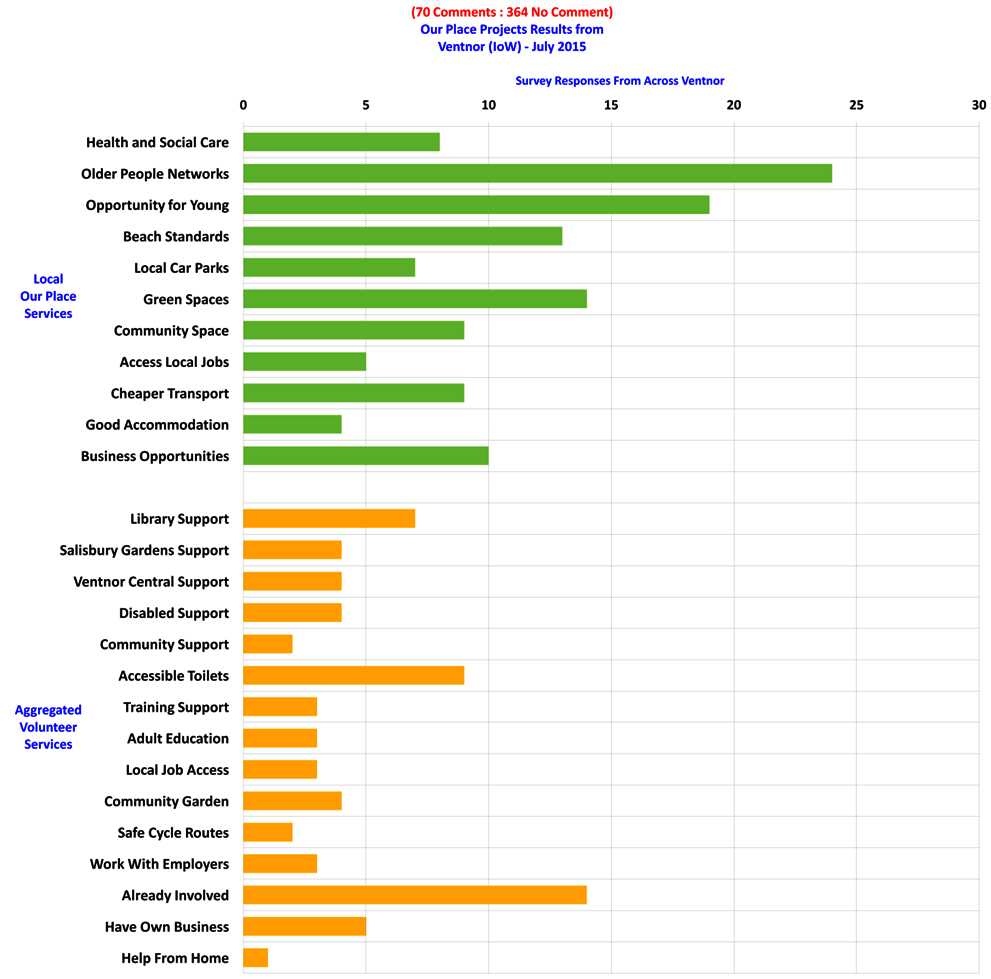 (70 Comments : 364 No Comment)
Our Place Projects Results from
Ventnor (IoW) - July 2015
Survey Responses From Across Ventnor
0 5 10 15 20 25 30
Health and Social Care
Older People Networks
Opportunity for Young
Beach Standards
Local Car Parks
Green Spaces
Community Space
Access Local Jobs
Cheaper Transport
Good Accommodation
Business Opportunities
Local
Our Place
Services
Library Support
Salisbury Gardens Support
Ventnor Central Support
Disabled Support
Community Support
Accessible Toilets
Training Support
Adult Education
Local Job Access
Community Garden
Safe Cycle Routes
Work With Employers
Already Involved
Have Own Business
Help From Home
Aggregated
Volunteer
Services